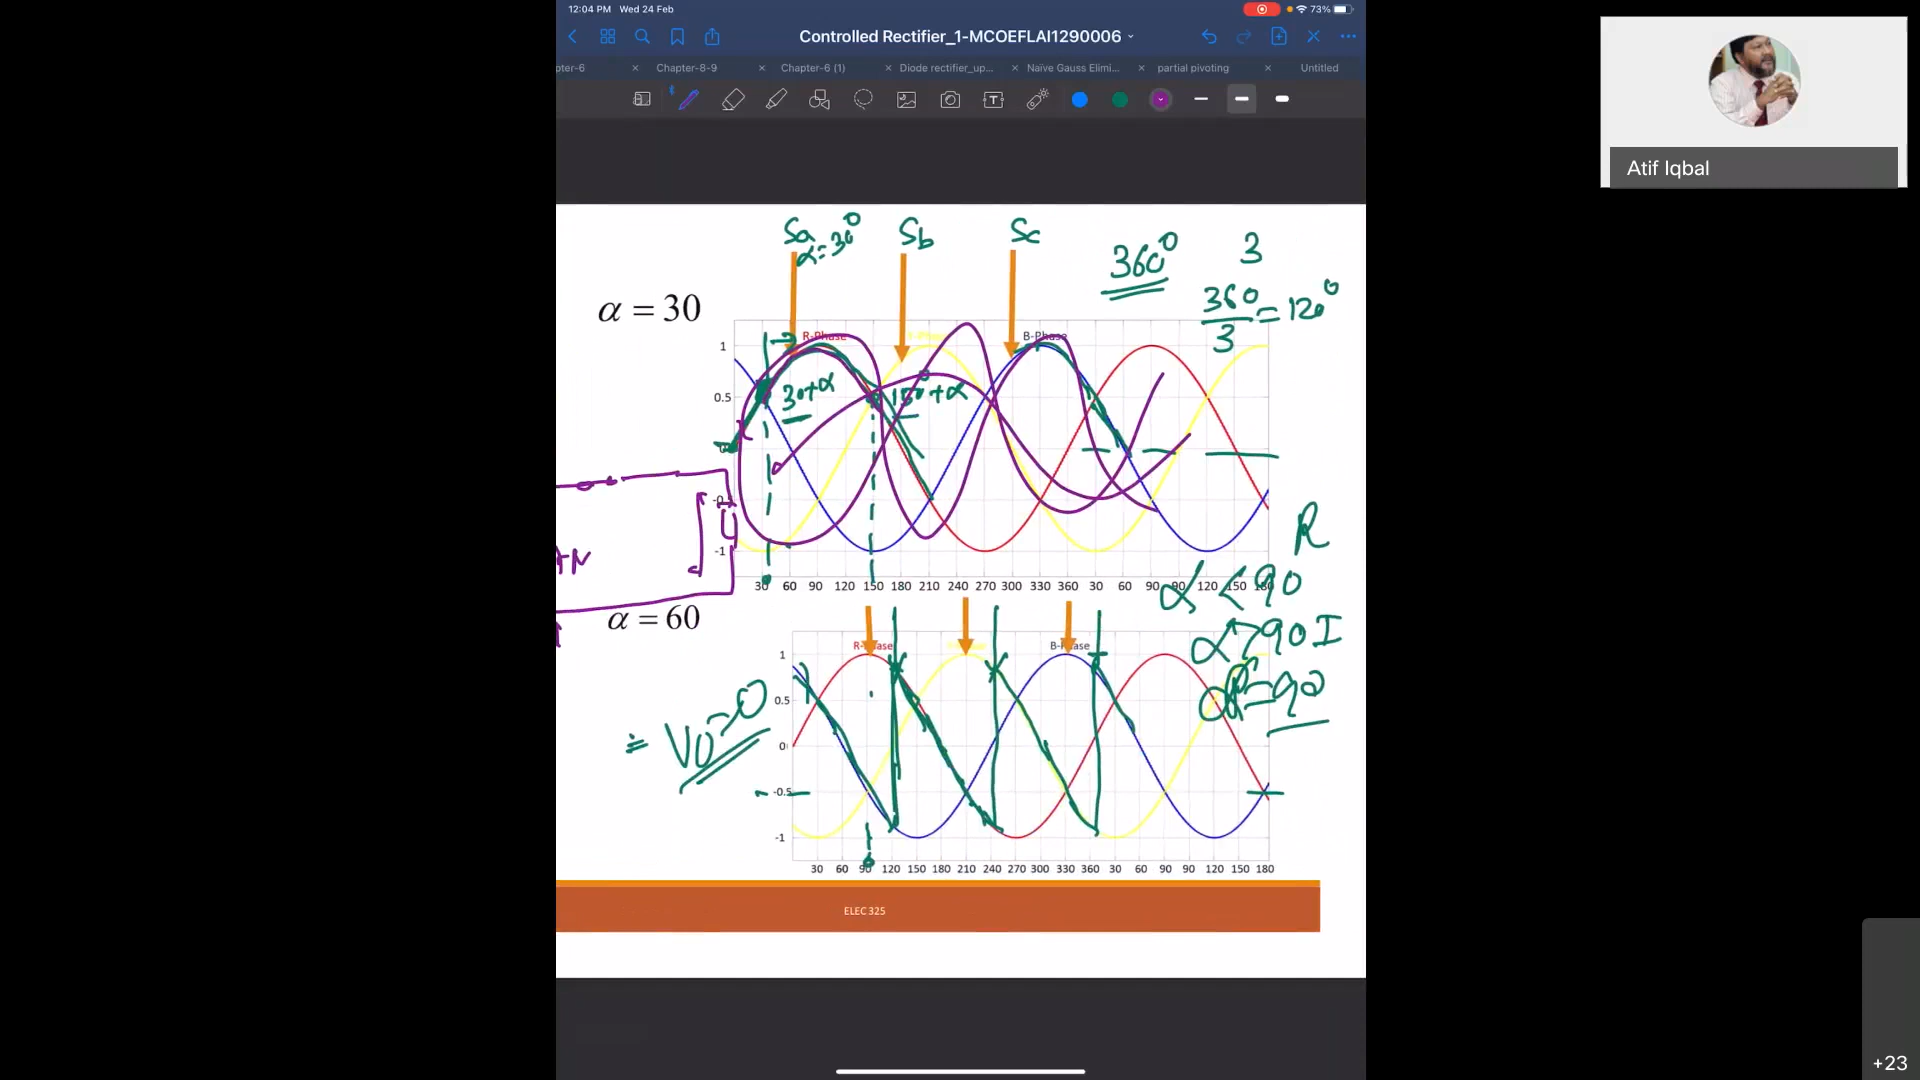 12:04 PM Wed 24 Feb
73%
Controlled Rectifier_1-MCOEFLAI1290006
pter-6
Chapter-8-9
Chapter-6 (1)
Diode rectifier_up...
Naïve Gauss Elimi...
partial pivoting
Untitled
Atif Iqbal
Sa
α=30°
Sb
Sc
360°
3
360/3 = 120°
α = 30
R-Phase
B-Phase
1
0.5
30+α
150+α
-1
30 60 90 120 150 180 210 240 270 300 330 360 30 60 90 90 120 150 180
R
α < 90
α > 90 I
= 90
α = 60
R-Phase
B-Phase
1
0.5
0
-0.5
-1
= V0 = 0
30 60 90 120 150 180 210 240 270 300 330 360 30 60 90 90 120 150 180
ELEC 325
+23